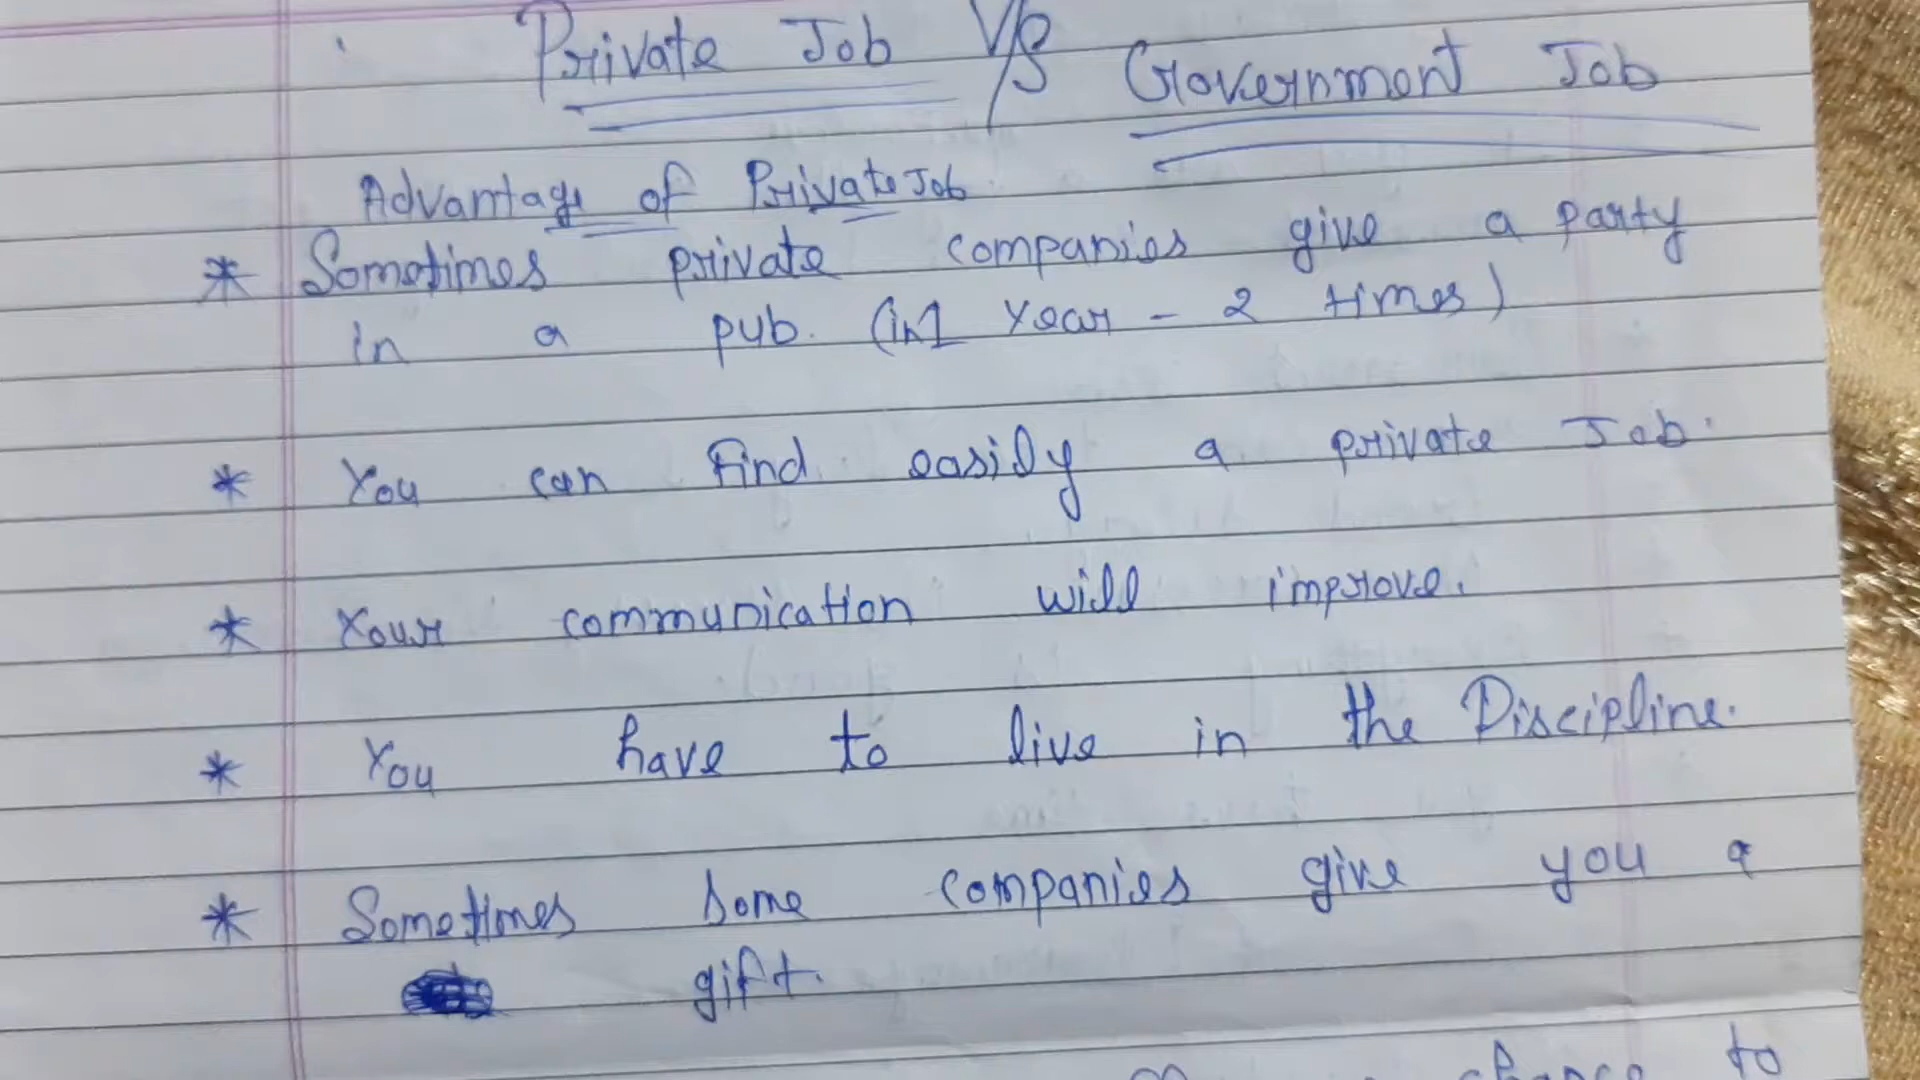 Private Job V/s Government Job
Advantage of Private Job
* Sometimes private companies give a party
in a pub. (in 1 Year - 2 times)
* You can find easily a private Job.
* Your communication will improve.
* You have to live in the Discipline.
* Sometimes some companies give you a
gift.
chance to